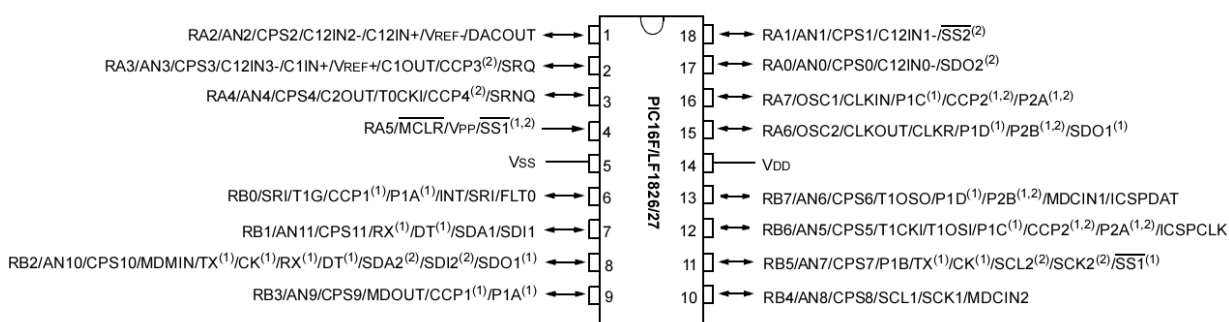 RA2/AN2/CPS2/C12IN2-/C12IN+/VREF-/DACOUT 1
18 RA1/AN1/CPS1/C12IN1-/SS2(2)
RA3/AN3/CPS3/C12IN3-/C1IN+/VREF+/C1OUT/CCP3(2)/SRQ 2
17 RA0/AN0/CPS0/C12IN0-/SDO2(2)
RA4/AN4/CPS4/C2OUT/T0CKI/CCP4(2)/SRNQ 3
16 RA7/OSC1/CLKIN/P1C(1)/CCP2(1,2)/P2A(1,2)
RA5/MCLR/VPP/SS1(1,2) 4
15 RA6/OSC2/CLKOUT/CLKR/P1D(1)/P2B(1,2)/SDO1(1)
VSS 5
14 VDD
RB0/SRI/T1G/CCP1(1)/P1A(1)/INT/SRI/FLT0 6
13 RB7/AN6/CPS6/T1OSO/P1D(1)/P2B(1,2)/MDCIN1/ICSPDAT
RB1/AN11/CPS11/RX(1)/DT(1)/SDA1/SDI1 7
12 RB6/AN5/CPS5/T1CKI/T1OSI/P1C(1)/CCP2(1,2)/P2A(1,2)/ICSPCLK
RB2/AN10/CPS10/MDMIN/TX(1)/CK(1)/RX(1)/DT(1)/SDA2(2)/SDI2(2)/SDO1(1) 8
11 RB5/AN7/CPS7/P1B/TX(1)/CK(1)/SCL2(2)/SCK2(2)/SS1(1)
RB3/AN9/CPS9/MDOUT/CCP1(1)/P1A(1) 9
10 RB4/AN8/CPS8/SCL1/SCK1/MDCIN2
PIC16F/LF1826/27